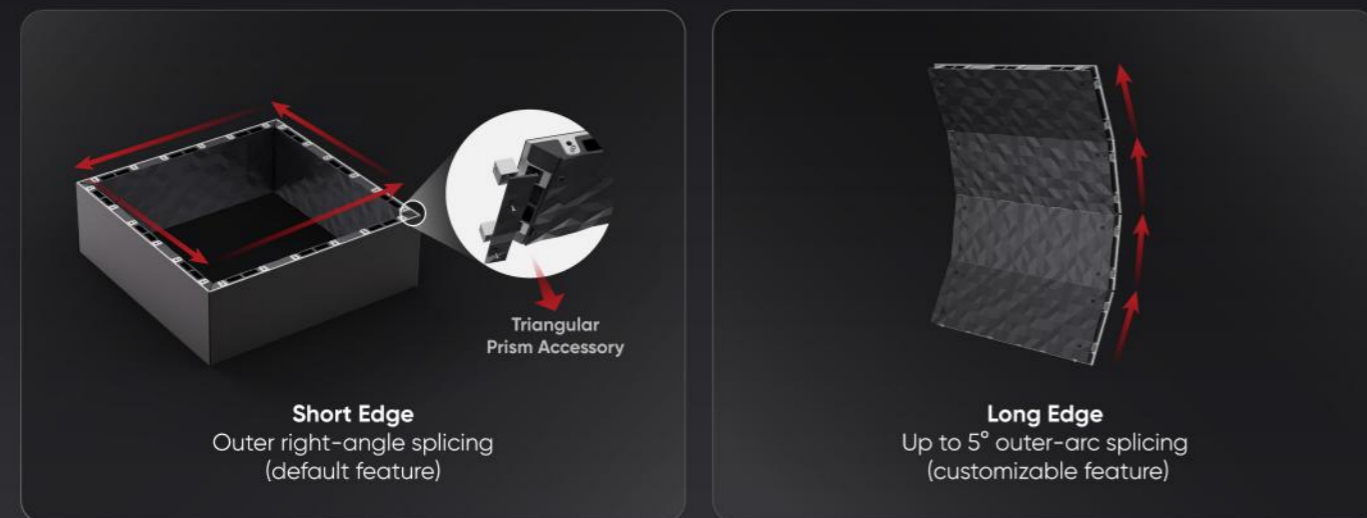 Triangular
Prism Accessory
Short Edge
Outer right-angle splicing
(default feature)
Long Edge
Up to 5° outer-arc splicing
(customizable feature)